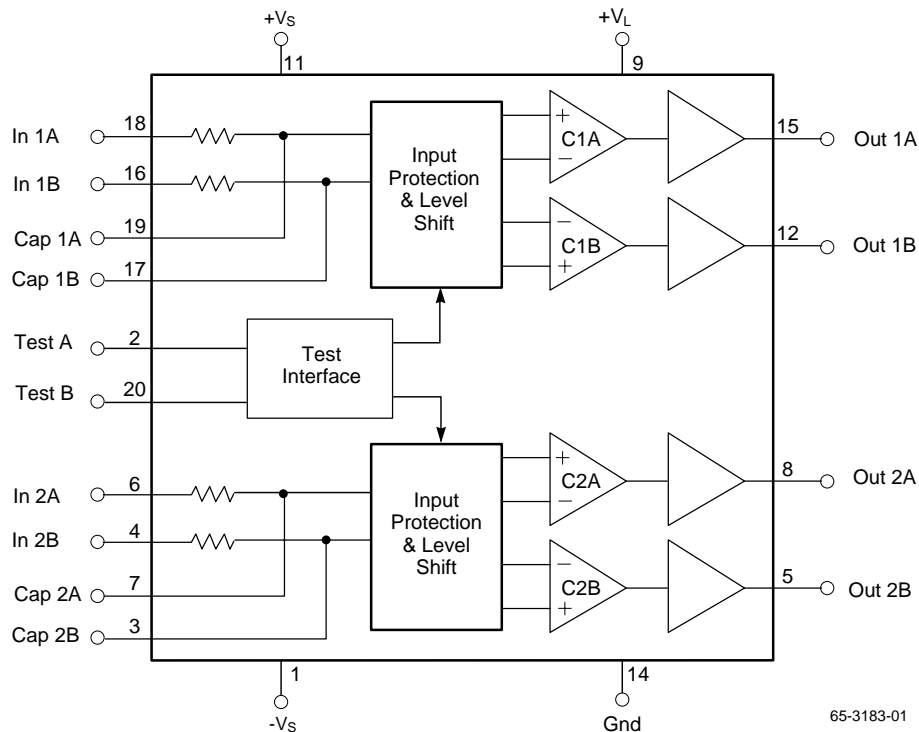 +VS
+VL
11
9
In 1A
18
In 1B
16
Cap 1A
19
Cap 1B
17
Input
Protection
& Level
Shift
+
C1A
−
−
C1B
+
15
Out 1A
12
Out 1B
Test A
2
Test B
20
Test
Interface
In 2A
6
In 2B
4
Cap 2A
7
Cap 2B
3
Input
Protection
& Level
Shift
+
C2A
−
−
C2B
+
8
Out 2A
5
Out 2B
1
14
-VS
Gnd
65-3183-01